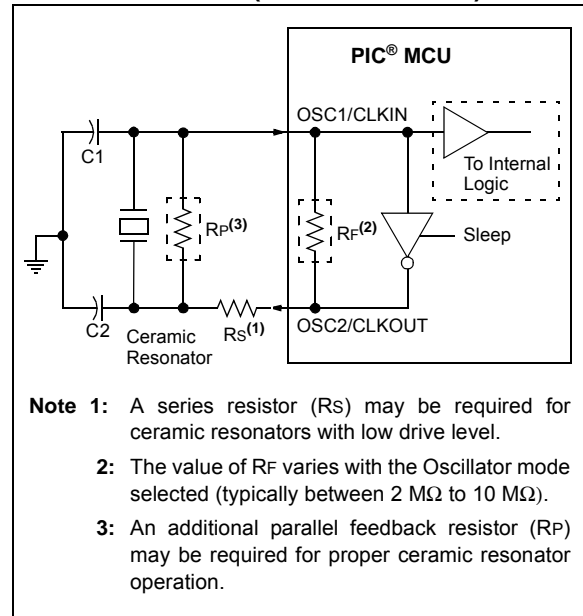 PIC® MCU
OSC1/CLKIN
C1
To Internal
Logic
RP(3)
RF(2)
Sleep
C2
Ceramic
Resonator
RS(1)
OSC2/CLKOUT
Note 1: A series resistor (RS) may be required for
ceramic resonators with low drive level.
2: The value of RF varies with the Oscillator mode
selected (typically between 2 MΩ to 10 MΩ).
3: An additional parallel feedback resistor (RP)
may be required for proper ceramic resonator
operation.